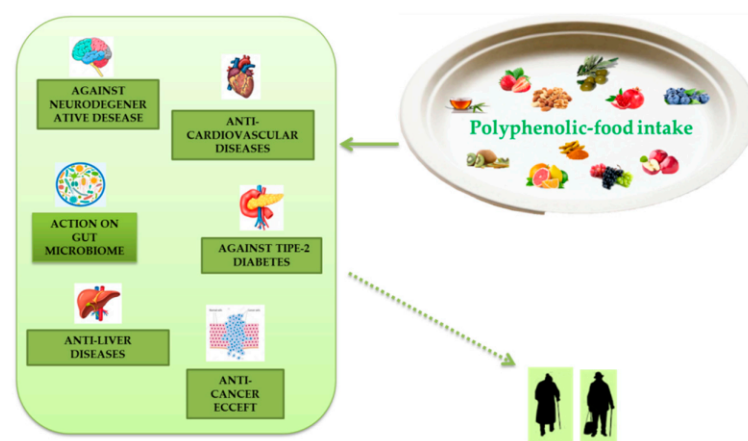 AGAINST
NEURODEGENER
ATIVE DESEASE
ANTI-
CARDIOVASCULAR
DISEASES
Polyphenolic-food intake
ACTION ON
GUT
MICROBIOME
AGAINST TIPE-2
DIABETES
ANTI-LIVER
DISEASES
ANTI-
CANCER
ECCEFT